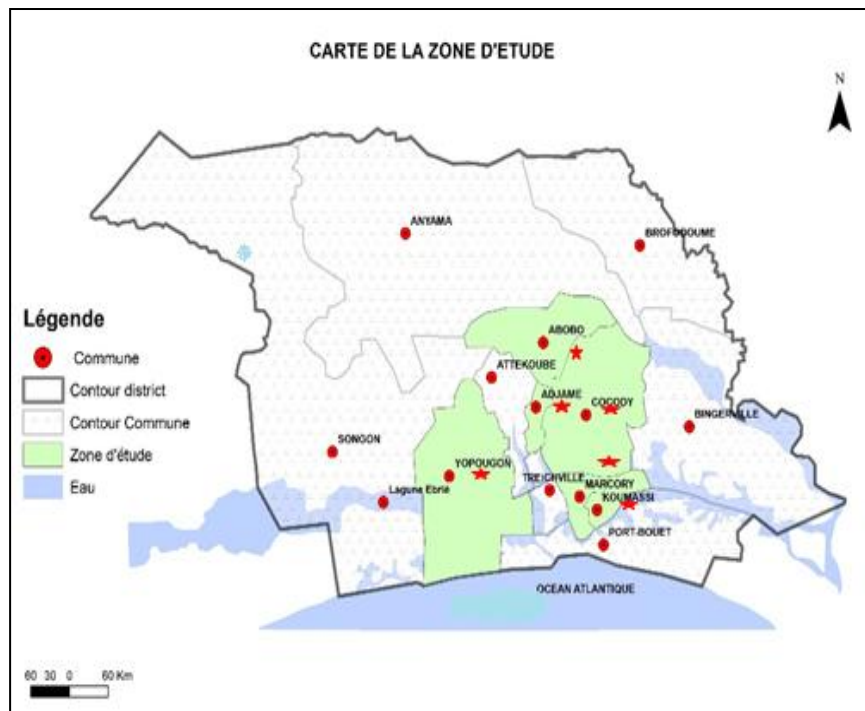 CARTE DE LA ZONE D'ETUDE
N
ANYAMA
BROFODOUME
Légende
Commune
Contour district
Contour Commune
Zone d'étude
Eau
ABOBO
ATTEKOUBE
ADJAME
COCODY
BINGERVILLE
SONGON
YOPOUGON
Lagune Ebrié
TREICHVILLE
MARCORY
KOUMASSI
PORT-BOUET
OCEAN ATLANTIQUE
60 30 0 60 Km